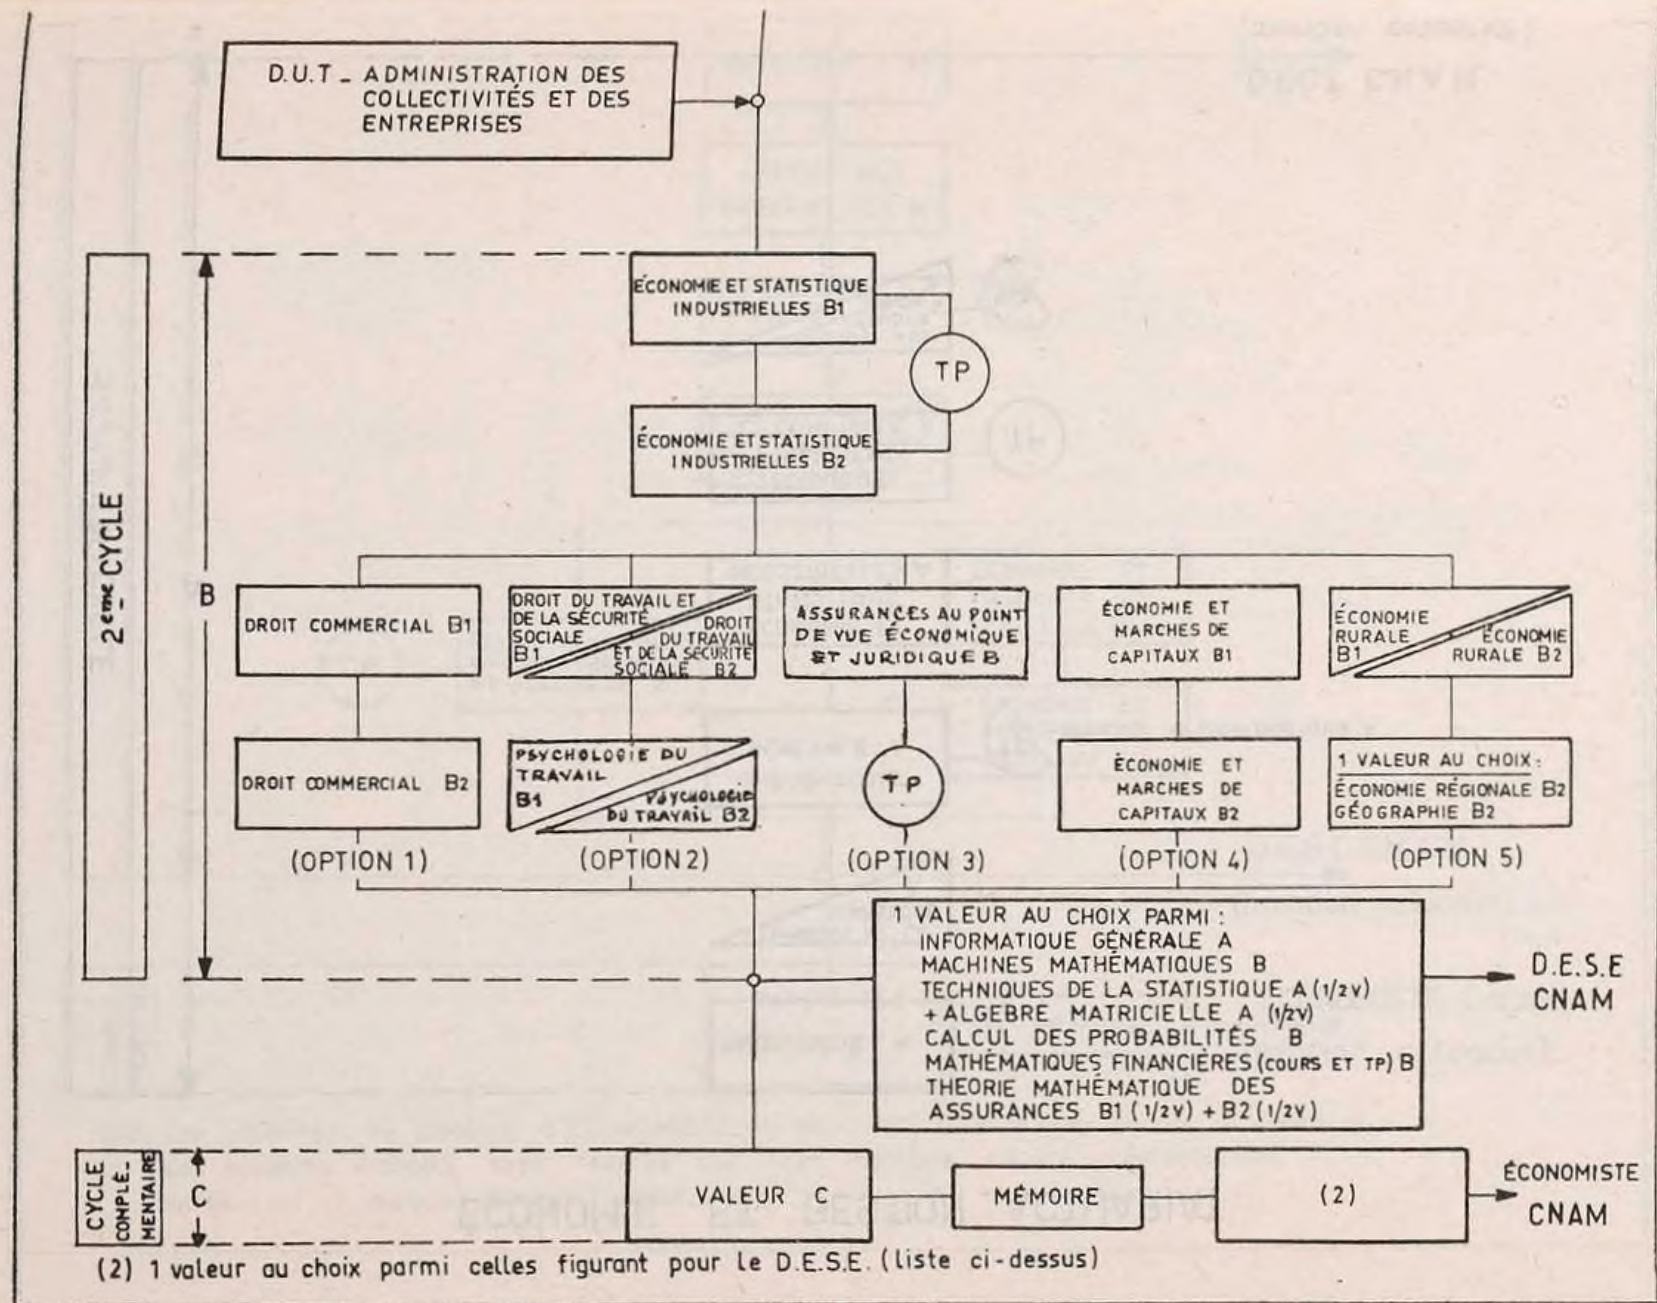 D.U.T_ ADMINISTRATION DES
COLLECTIVITÉS ET DES
ENTREPRISES
2eme CYCLE
B
ÉCONOMIE ET STATISTIQUE
INDUSTRIELLES B1
TP
ÉCONOMIE ET STATISTIQUE
INDUSTRIELLES B2
DROIT COMMERCIAL B1
DROIT DU TRAVAIL ET
DE LA SÉCURITÉ
SOCIALE
B1
DROIT
DU TRAVAIL
ET DE LA SÉCURITÉ
SOCIALE B2
ASSURANCES AU POINT
DE VUE ÉCONOMIQUE
ET JURIDIQUE B
ÉCONOMIE ET
MARCHES DE
CAPITAUX B1
ÉCONOMIE
RURALE
B1
ÉCONOMIE
RURALE B2
DROIT COMMERCIAL B2
PSYCHOLOGIE DU
TRAVAIL
B1
PSYCHOLOGIE
DU TRAVAIL B2
TP
ÉCONOMIE ET
MARCHES DE
CAPITAUX B2
1 VALEUR AU CHOIX:
ÉCONOMIE RÉGIONALE B2
GÉOGRAPHIE B2
(OPTION 1)
(OPTION 2)
(OPTION 3)
(OPTION 4)
(OPTION 5)
1 VALEUR AU CHOIX PARMI:
INFORMATIQUE GÉNÉRALE A
MACHINES MATHÉMATIQUES B
TECHNIQUES DE LA STATISTIQUE A (1/2V)
+ ALGEBRE MATRICIELLE A (1/2V)
CALCUL DES PROBABILITÉS B
MATHÉMATIQUES FINANCIÈRES (COURS ET TP) B
THEORIE MATHÉMATIQUE DES
ASSURANCES B1 (1/2V) + B2 (1/2V)
D.E.S.E
CNAM
CYCLE
COMPLÉ_
MENTAIRE
C
VALEUR C
MÉMOIRE
(2)
ÉCONOMISTE
CNAM
(2) 1 valeur au choix parmi celles figurant pour le D.E.S.E. (liste ci-dessus)